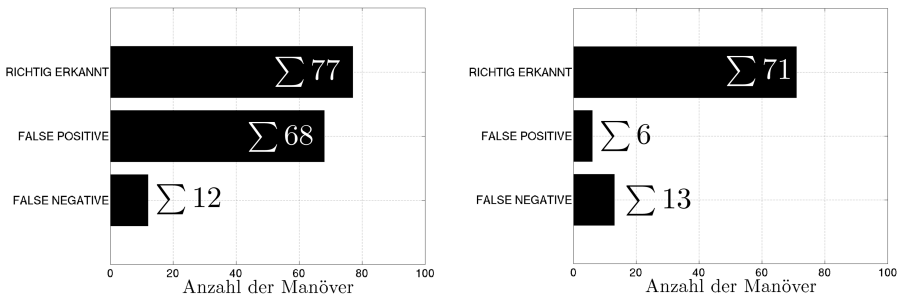 RICHTIG ERKANNT
∑ 77
FALSE POSITIVE
∑ 68
FALSE NEGATIVE
∑ 12
0 20 40 60 80 100
Anzahl der Manöver
RICHTIG ERKANNT
∑ 71
FALSE POSITIVE
∑ 6
FALSE NEGATIVE
∑ 13
0 20 40 60 80 100
Anzahl der Manöver